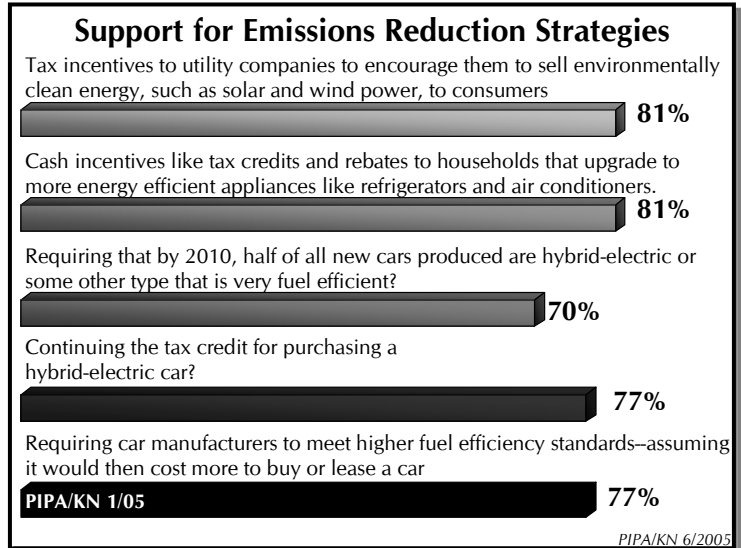 Support for Emissions Reduction Strategies
Tax incentives to utility companies to encourage them to sell environmentally
clean energy, such as solar and wind power, to consumers
81%
Cash incentives like tax credits and rebates to households that upgrade to
more energy efficient appliances like refrigerators and air conditioners.
81%
Requiring that by 2010, half of all new cars produced are hybrid-electric or
some other type that is very fuel efficient?
70%
Continuing the tax credit for purchasing a
hybrid-electric car?
77%
Requiring car manufacturers to meet higher fuel efficiency standards--assuming
it would then cost more to buy or lease a car
PIPA/KN 1/05 77%
PIPA/KN 6/2005